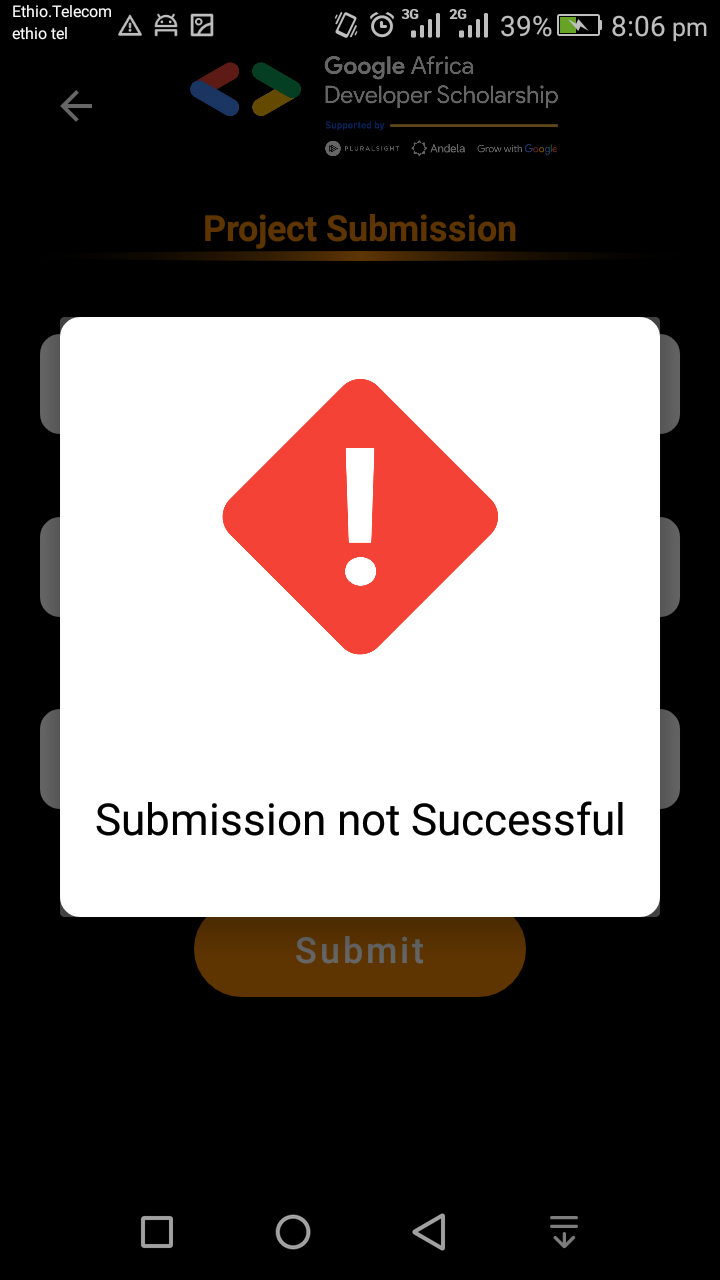 Ethio.Telecom
ethio tel
3G 2G 39% 8:06 pm
Google Africa
Developer Scholarship
Supported by
PLURALSIGHT Andela Grow with Google
Project Submission
Submission not Successful
Submit